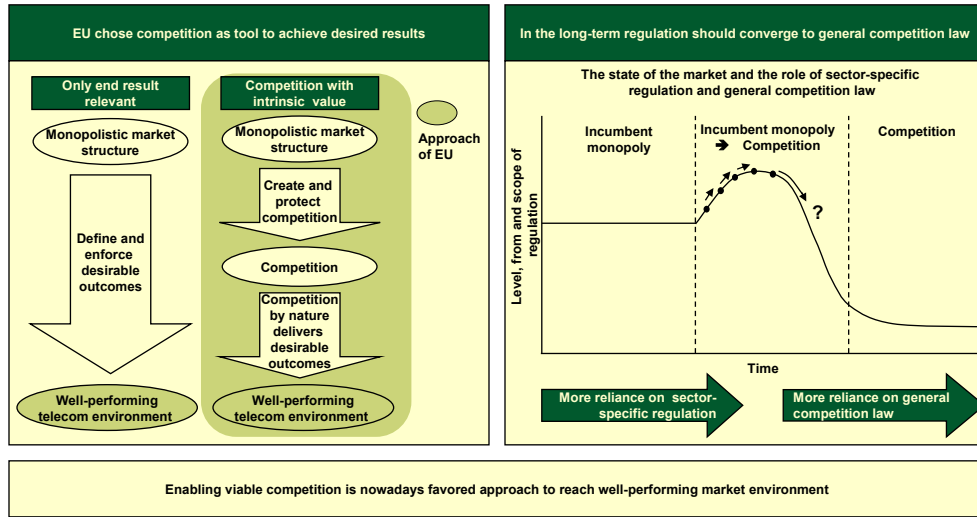 EU chose competition as tool to achieve desired results
Only end result
relevant
Monopolistic market
structure
Define and
enforce
desirable
outcomes
Well-performing
telecom environment
Competition with
intrinsic value
Monopolistic market
structure
Create and
protect
competition
Competition
Competition
by nature
delivers
desirable
outcomes
Well-performing
telecom environment
Approach
of EU
In the long-term regulation should converge to general competition law
The state of the market and the role of sector-specific
regulation and general competition law
Level, from and scope of
regulation
Incumbent
monopoly
Incumbent monopoly
➔ Competition
Competition
?
Time
More reliance on sector-
specific regulation
More reliance on general
competition law
Enabling viable competition is nowadays favored approach to reach well-performing market environment